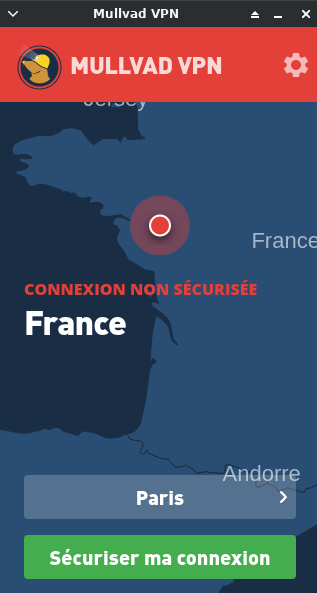 Mullvad VPN
MULLVAD VPN
Jersey
France
CONNEXION NON SÉCURISÉE
France
Andorre
Paris
Sécuriser ma connexion